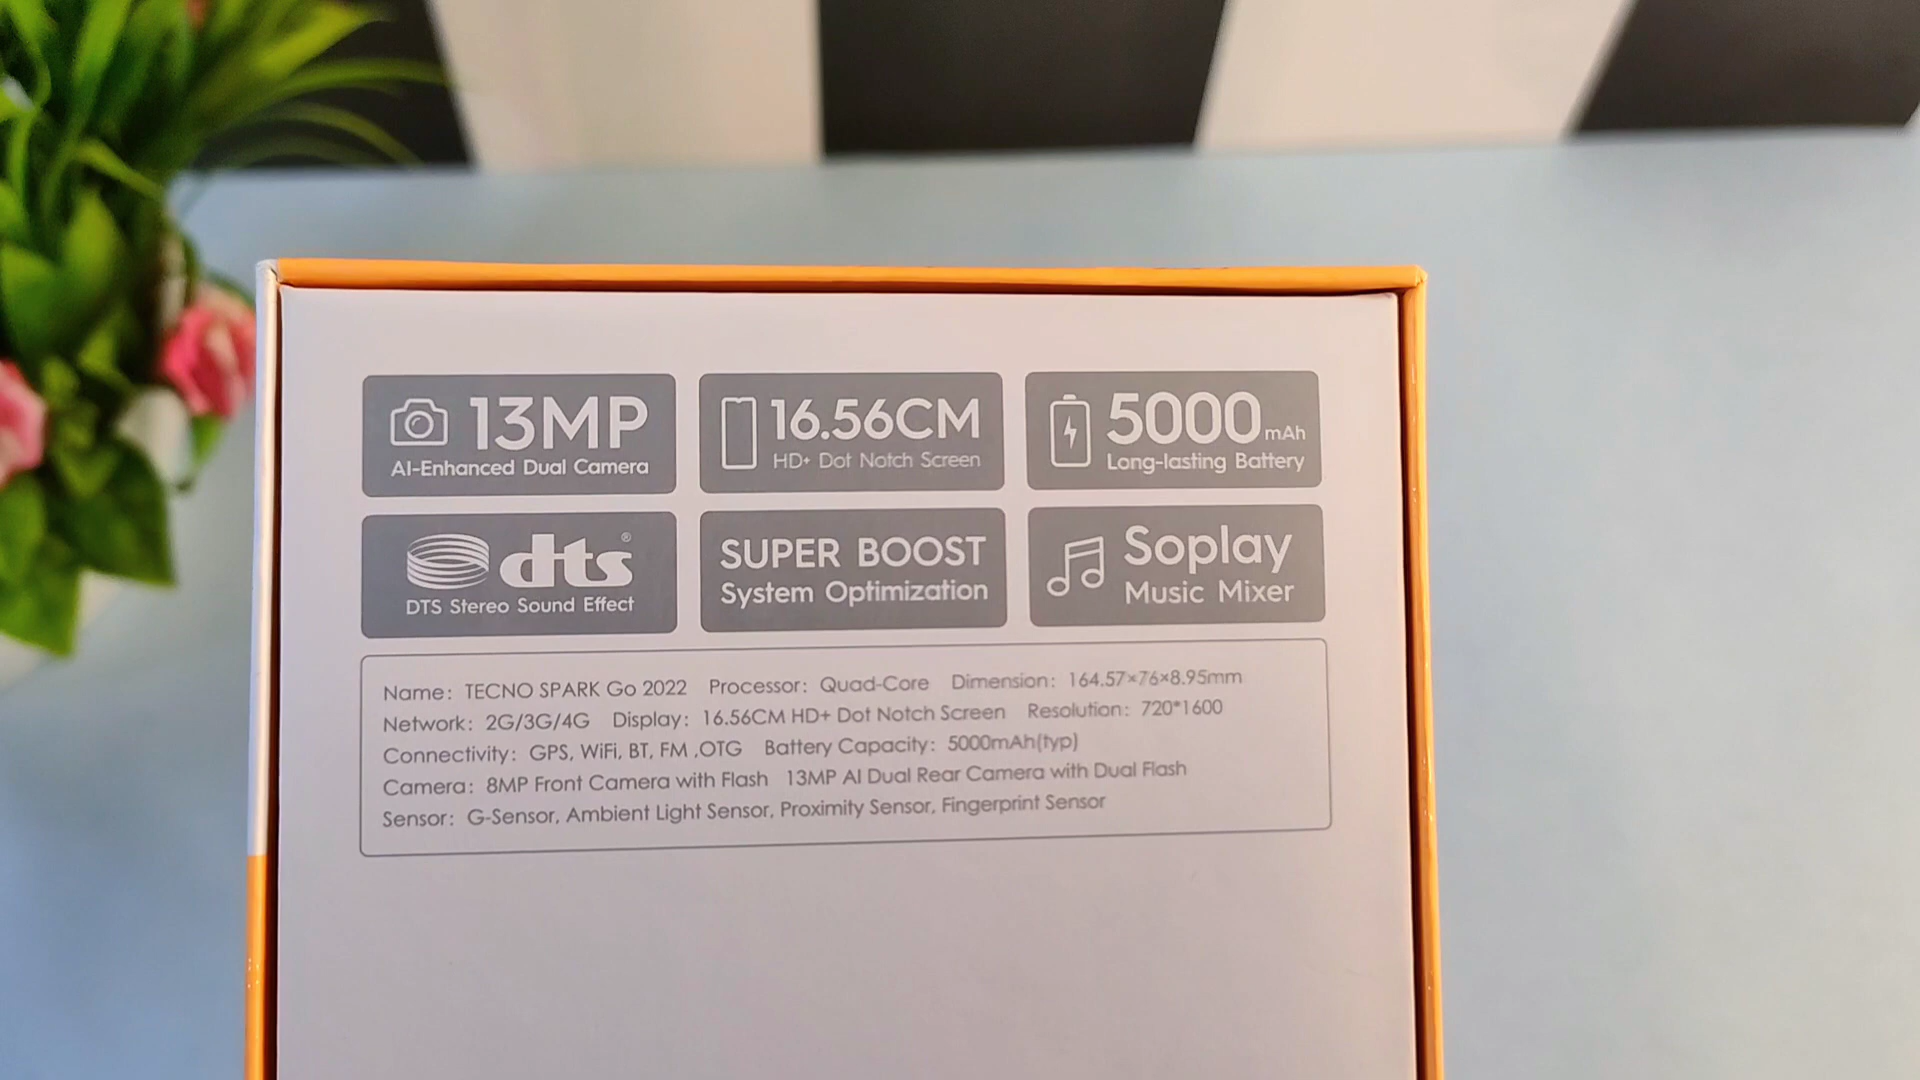 13MP
AI-Enhanced Dual Camera
16.56CM
HD+ Dot Notch Screen
5000mAh
Long-lasting Battery
dts®
DTS Stereo Sound Effect
SUPER BOOST
System Optimization
Soplay
Music Mixer
Name: TECNO SPARK Go 2022 Processor: Quad-Core Dimension: 164.57×76×8.95mm
Network: 2G/3G/4G Display: 16.56CM HD+ Dot Notch Screen Resolution: 720*1600
Connectivity: GPS, WiFi, BT, FM ,OTG Battery Capacity: 5000mAh(typ)
Camera: 8MP Front Camera with Flash 13MP AI Dual Rear Camera with Dual Flash
Sensor: G-Sensor, Ambient Light Sensor, Proximity Sensor, Fingerprint Sensor